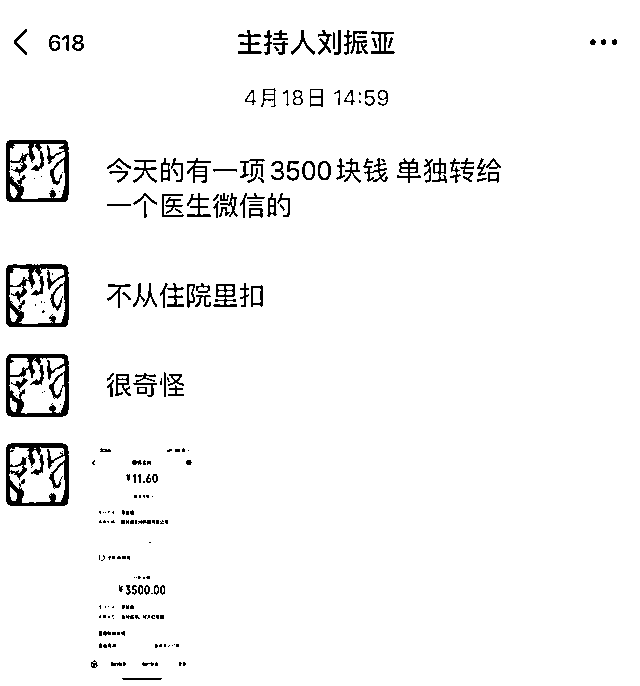 618
主持人刘振亚
4月18日 14:59
今天的有一项3500块钱 单独转给
一个医生微信的
不从住院里扣
很奇怪
¥11.60
¥3500.00